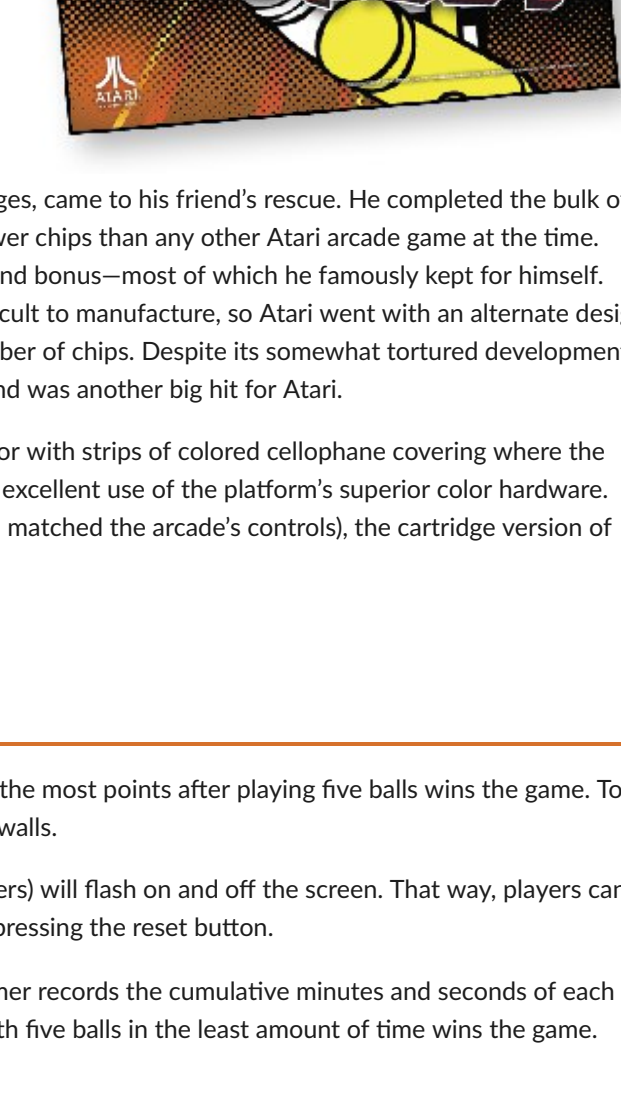 ATARI
ges, came to his friend’s rescue. He completed the bulk
wer chips than any other Atari arcade game at the time.
nd bonus—most of which he famously kept for himself.
cult to manufacture, so Atari went with an alternate desi
ber of chips. Despite its somewhat tortured development
nd was another big hit for Atari.
or with strips of colored cellophane covering where the
excellent use of the platform’s superior color hardware.
matched the arcade’s controls), the cartridge version of
the most points after playing five balls wins the game. To
walls.
ers) will flash on and off the screen. That way, players can
pressing the reset button.
ner records the cumulative minutes and seconds of each
th five balls in the least amount of time wins the game.